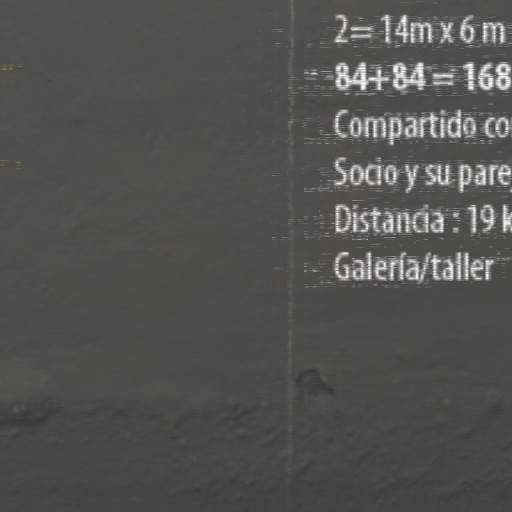 2= 14m x 6 m
84+84 = 168
Compartido
Socio y su
Distancia : 19
Galería/taller